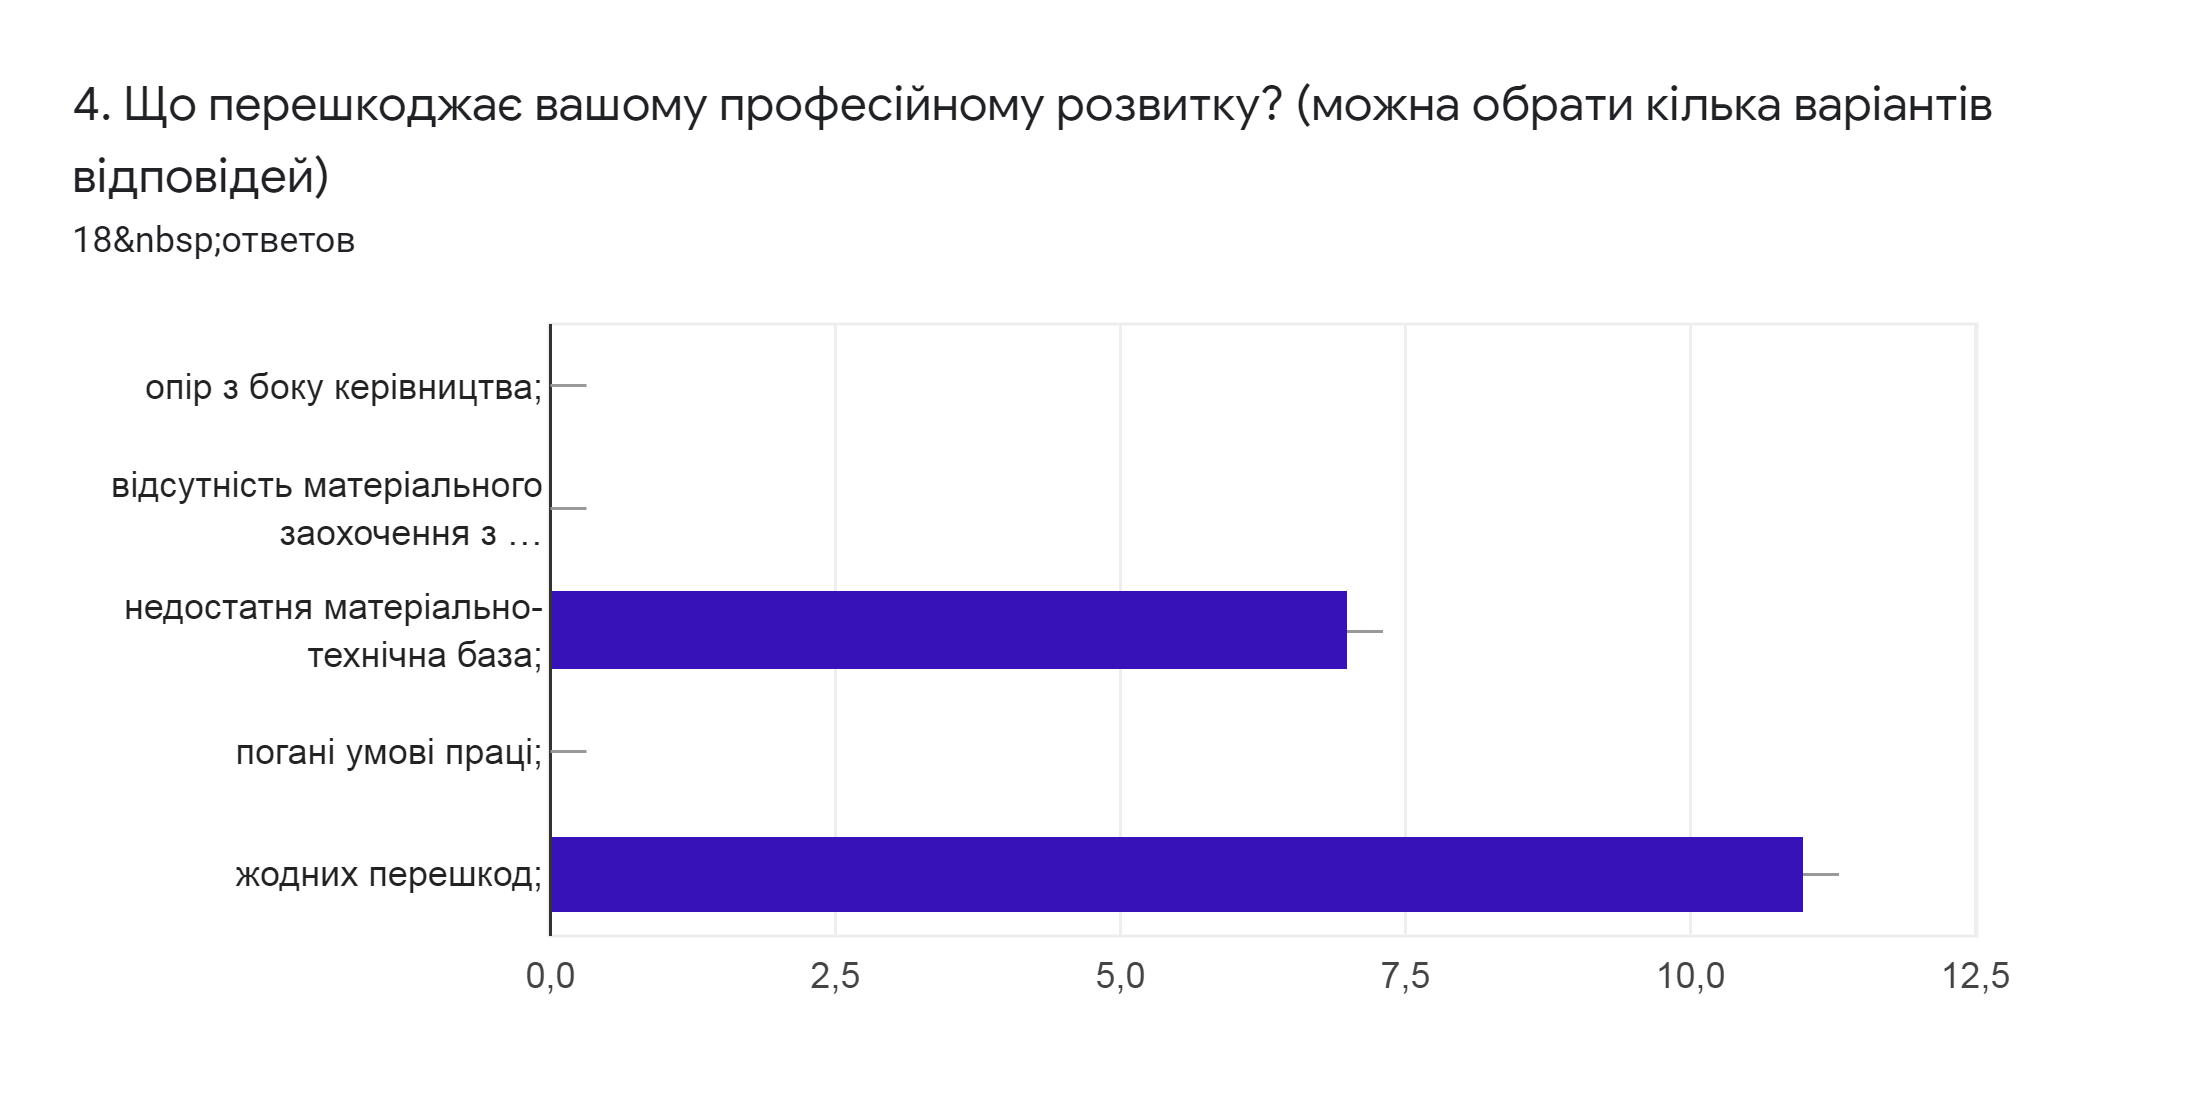 4. Що перешкоджає вашому професійному розвитку? (можна обрати кілька варіантів
відповідей)
18&nbsp;ответов
опір з боку керівництва;
відсутність матеріального
заохочення з …
недостатня матеріально-
технічна база;
погані умові праці;
жодних перешкод;
0,0 2,5 5,0 7,5 10,0 12,5